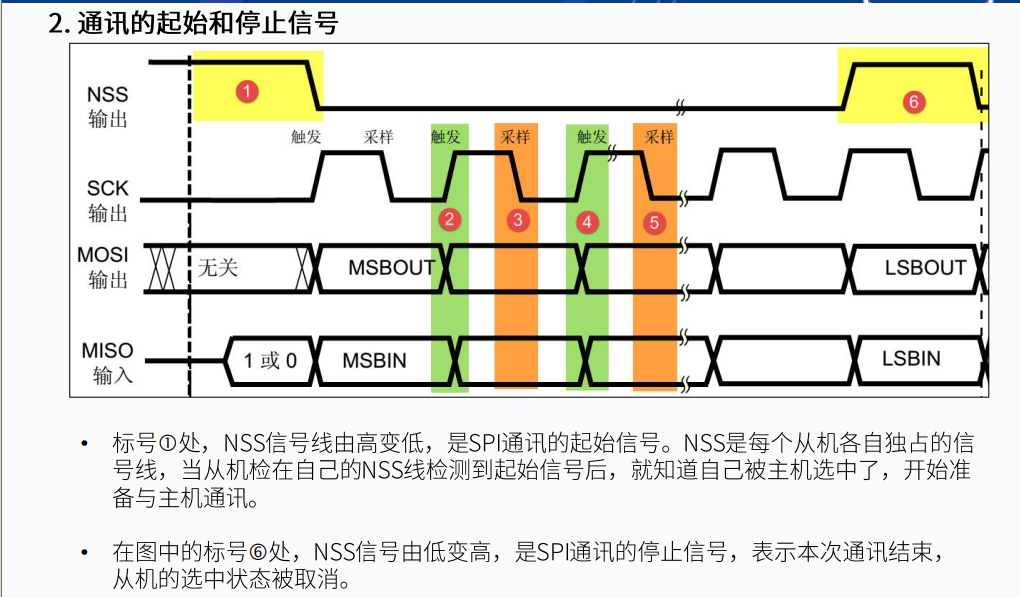 2. 通讯的起始和停止信号
NSS
输出
① ⑥
触发 采样 触发 采样 触发 采样
SCK
输出
② ③ ④ ⑤
MOSI
输出
无关 MSBOUT LSBOUT
MISO
输入
1 或 0 MSBIN LSBIN
• 标号①处，NSS信号线由高变低，是SPI通讯的起始信号。NSS是每个从机各自独占的信
号线，当从机检在自己的NSS线检测到起始信号后，就知道自己被主机选中了，开始准
备与主机通讯。
• 在图中的标号⑥处，NSS信号由低变高，是SPI通讯的停止信号，表示本次通讯结束，
从机的选中状态被取消。